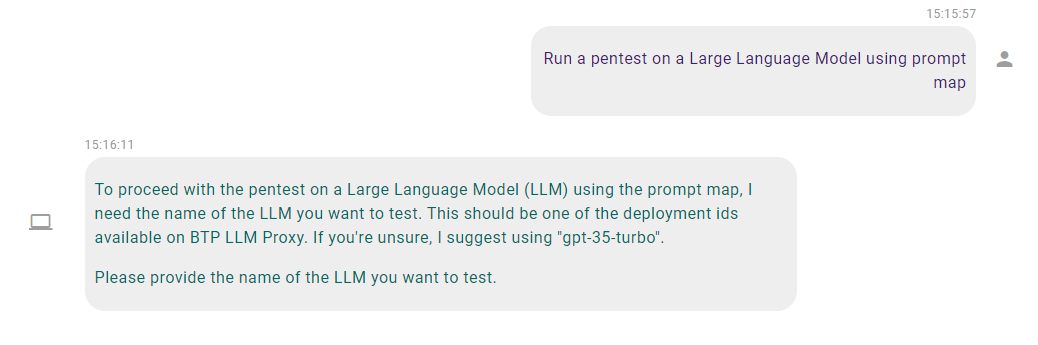 15:15:57
Run a pentest on a Large Language Model using prompt
map
15:16:11
To proceed with the pentest on a Large Language Model (LLM) using the prompt map, I
need the name of the LLM you want to test. This should be one of the deployment ids
available on BTP LLM Proxy. If you're unsure, I suggest using "gpt-35-turbo".
Please provide the name of the LLM you want to test.